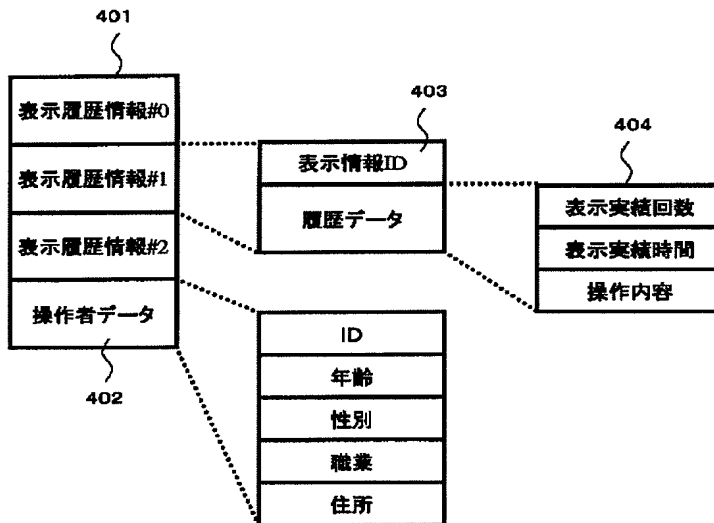 401
表示履歴情報#0
表示履歴情報#1
表示履歴情報#2
操作者データ
402
403
表示情報ID
履歴データ
404
表示実績回数
表示実績時間
操作内容
ID
年齢
性別
職業
住所